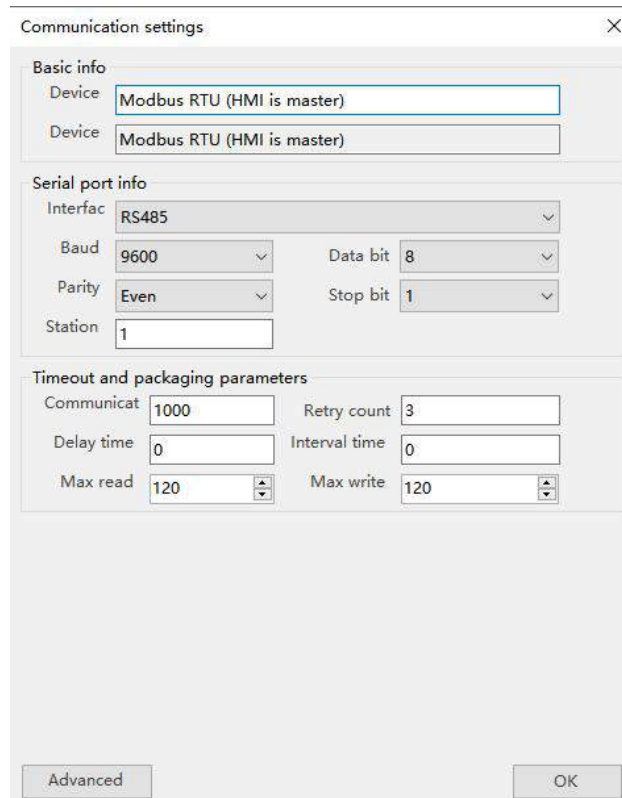 Communication settings
Basic info
Device Modbus RTU (HMI is master)
Device Modbus RTU (HMI is master)
Serial port info
Interfac RS485
Baud 9600 Data bit 8
Parity Even Stop bit 1
Station 1
Timeout and packaging parameters
Communicat 1000 Retry count 3
Delay time 0 Interval time 0
Max read 120 Max write 120
Advanced OK